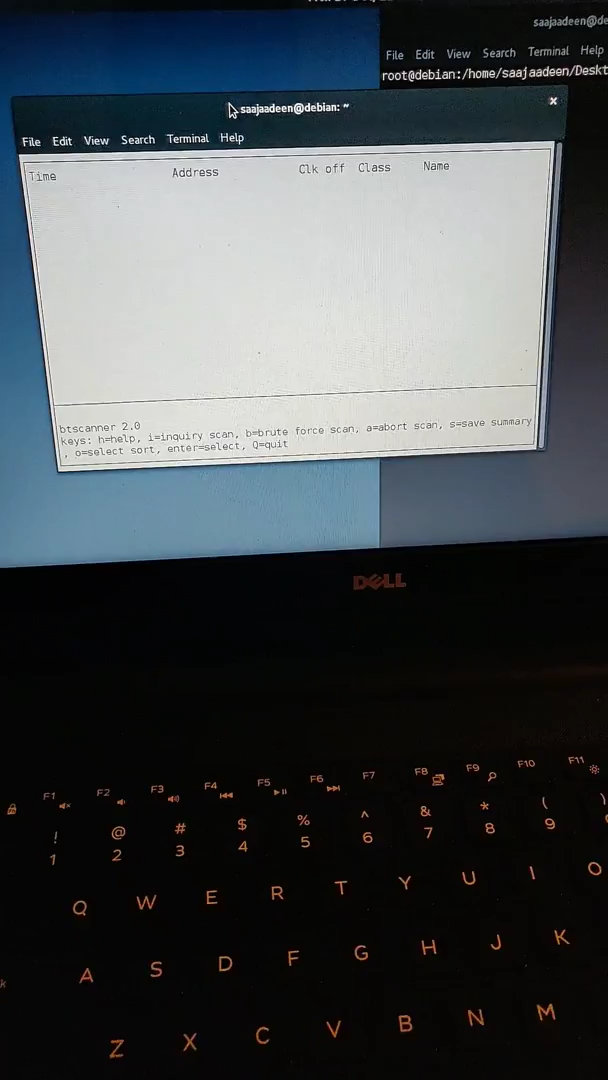 saajaadeen@de
File Edit View Search Terminal Help
root@debian:/home/saajaadeen/Deskt
saajaadeen@debian: ~
File Edit View Search Terminal Help
Time Address Clk off Class Name
btscanner 2.0
keys: h=help, i=inquiry scan, b=brute force scan, a=abort scan, s=save summary
, o=select sort, enter=select, Q=quit
DELL
F1 F2 F3 F4 F5 F6 F7 F8 F9 F10 F11
! @ # $ % ^ & * ( )
1 2 3 4 5 6 7 8 9
Q W E R T Y U I O
k A S D F G H J K
Z X C V B N M